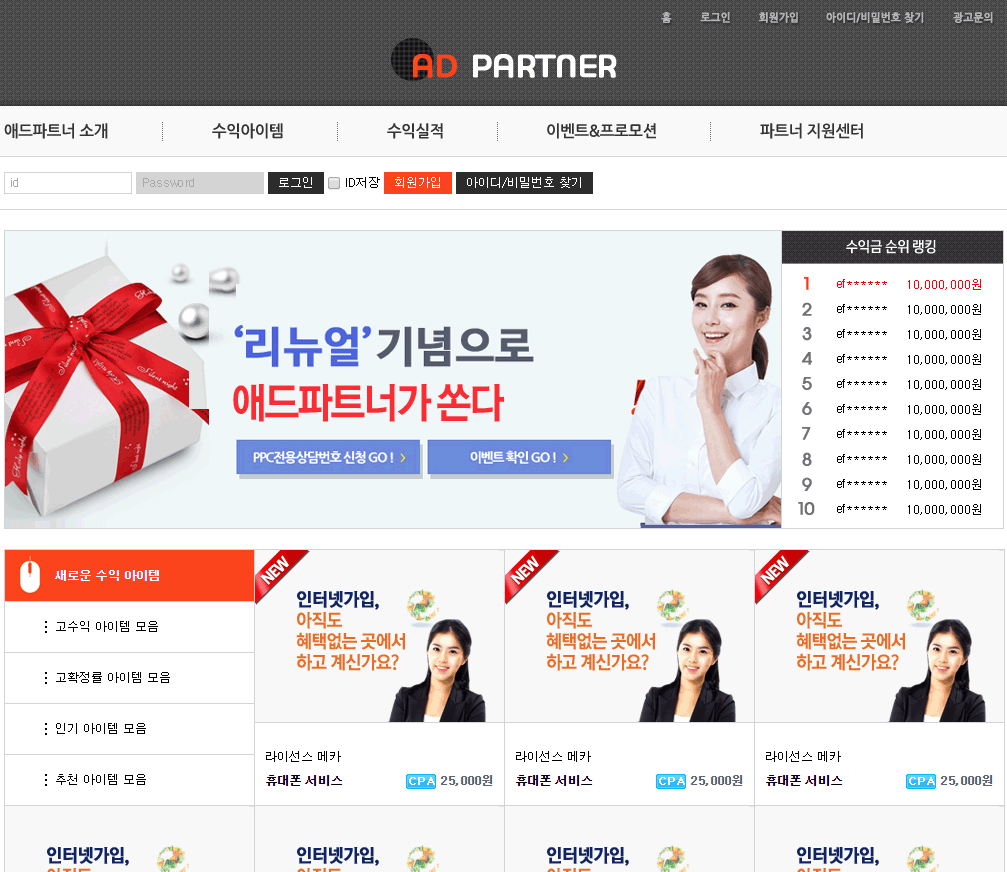 홈 로그인 회원가입 아이디/비밀번호 찾기 광고문의
AD PARTNER
애드파트너 소개 수익아이템 수익실적 이벤트&프로모션 파트너 지원센터
id Password 로그인 ID저장 회원가입 아이디/비밀번호 찾기
‘리뉴얼’ 기념으로
애드파트너가 쏜다
PPC전용상담번호 신청 GO ! >
이벤트 확인 GO ! >
수익금 순위 랭킹
1 ef****** 10,000,000원
2 ef****** 10,000,000원
3 ef****** 10,000,000원
4 ef****** 10,000,000원
5 ef****** 10,000,000원
6 ef****** 10,000,000원
7 ef****** 10,000,000원
8 ef****** 10,000,000원
9 ef****** 10,000,000원
10 ef****** 10,000,000원
새로운 수익 아이템
고수익 아이템 모음
고확정률 아이템 모음
인기 아이템 모음
추천 아이템 모음
NEW
인터넷가입,
아직도
혜택없는 곳에서
하고 계신가요?
라이선스 메카
휴대폰 서비스 CPA 25,000원
NEW
인터넷가입,
아직도
혜택없는 곳에서
하고 계신가요?
라이선스 메카
휴대폰 서비스 CPA 25,000원
NEW
인터넷가입,
아직도
혜택없는 곳에서
하고 계신가요?
라이선스 메카
휴대폰 서비스 CPA 25,000원
인터넷가입,
인터넷가입,
인터넷가입,
인터넷가입,